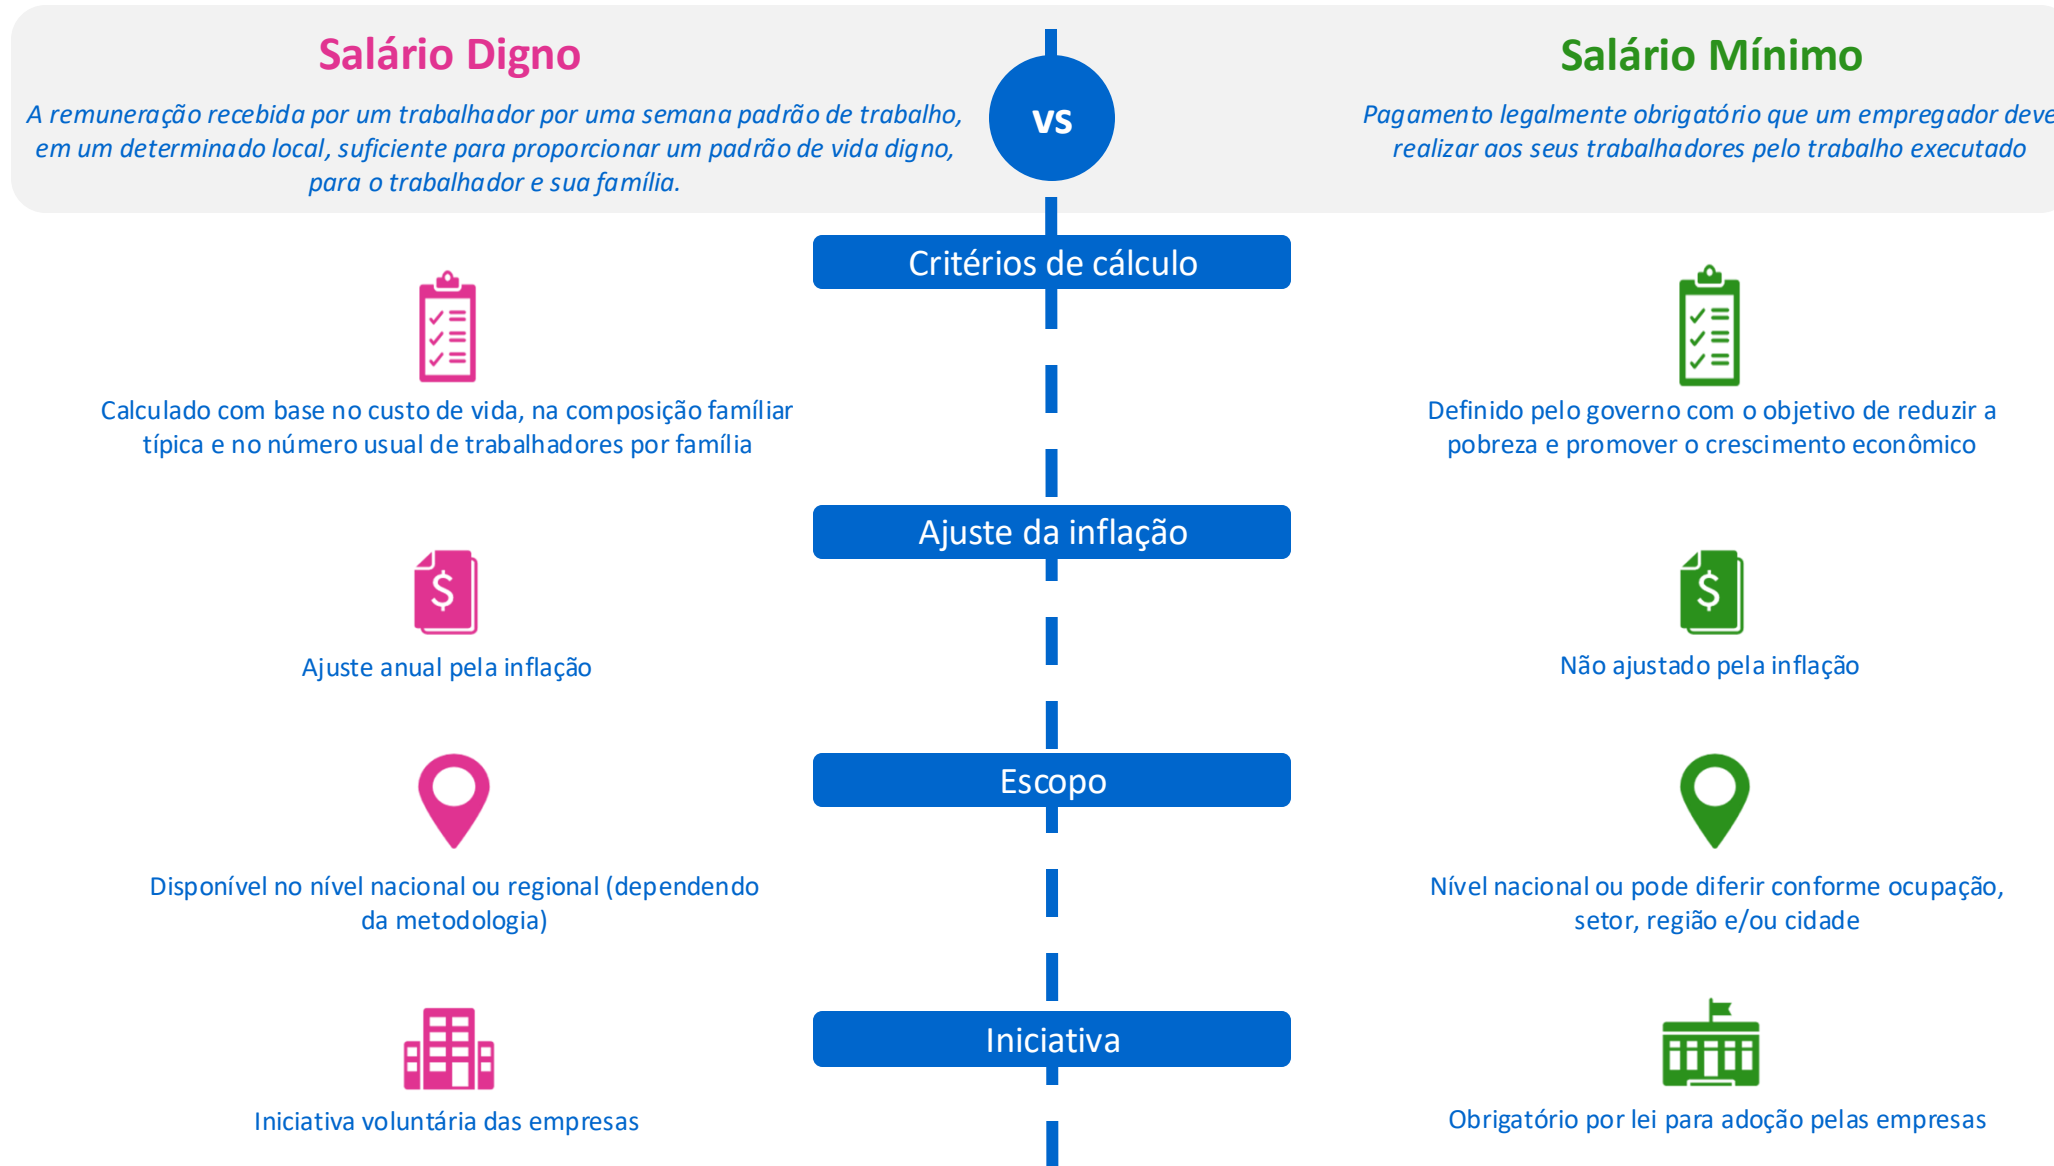 Salário Digno
A remuneração recebida por um trabalhador por uma semana padrão de trabalho,
em um determinado local, suficiente para proporcionar um padrão de vida digno,
para o trabalhador e sua família.
vs
Salário Mínimo
Pagamento legalmente obrigatório que um empregador deve
realizar aos seus trabalhadores pelo trabalho executado
Critérios de cálculo
Calculado com base no custo de vida, na composição famíliar
típica e no número usual de trabalhadores por família
Definido pelo governo com o objetivo de reduzir a
pobreza e promover o crescimento econômico
Ajuste da inflação
$
Ajuste anual pela inflação
$
Não ajustado pela inflação
Escopo
Disponível no nível nacional ou regional (dependendo
da metodologia)
Nível nacional ou pode diferir conforme ocupação,
setor, região e/ou cidade
Iniciativa
Iniciativa voluntária das empresas
Obrigatório por lei para adoção pelas empresas